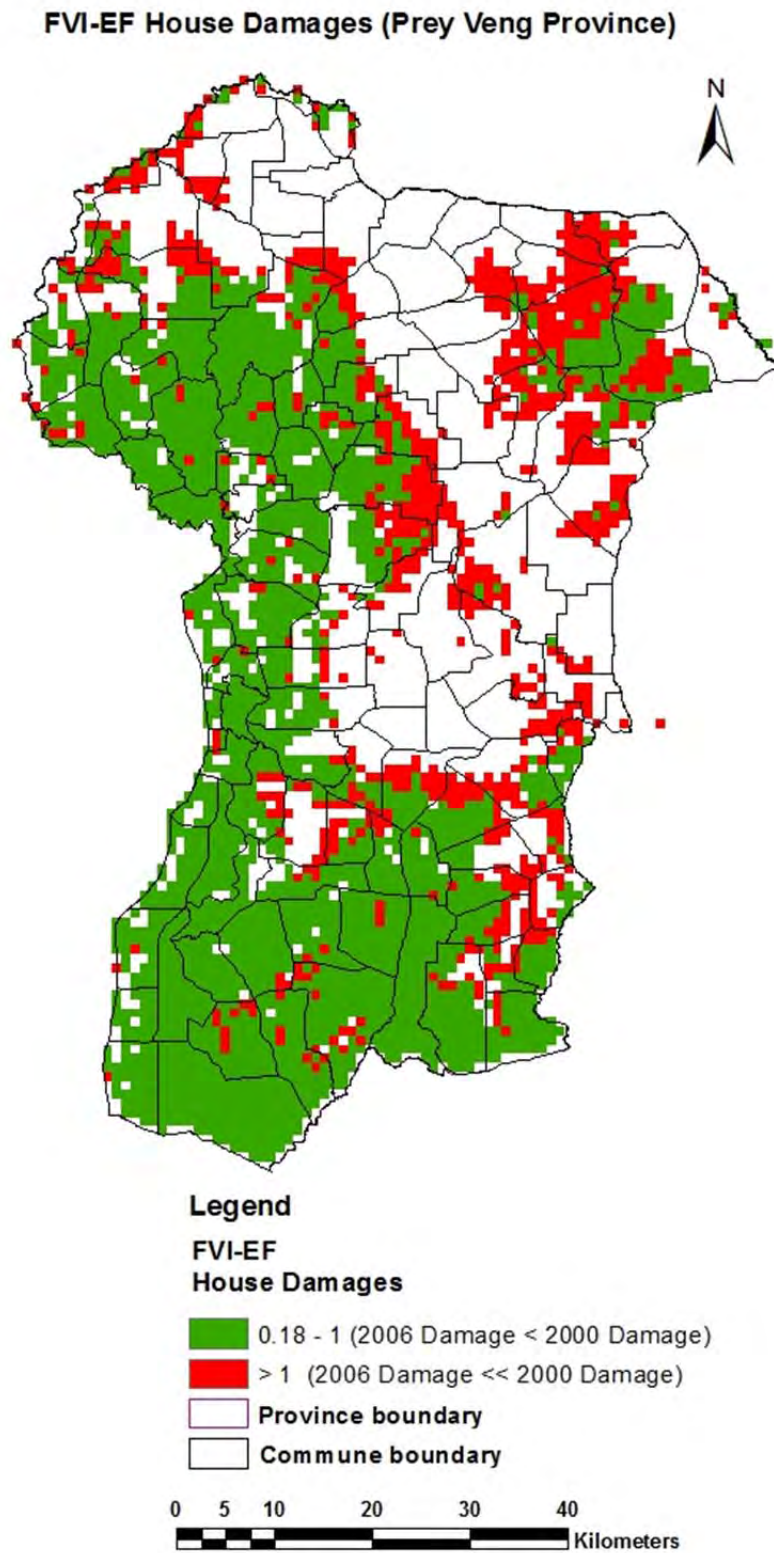 FVI-EF House Damages (Prey Veng Province)
N
Legend
FVI-EF
House Damages
0.18 - 1 (2006 Damage < 2000 Damage)
> 1 (2006 Damage << 2000 Damage)
Province boundary
Commune boundary
0 5 10 20 30 40
Kilometers